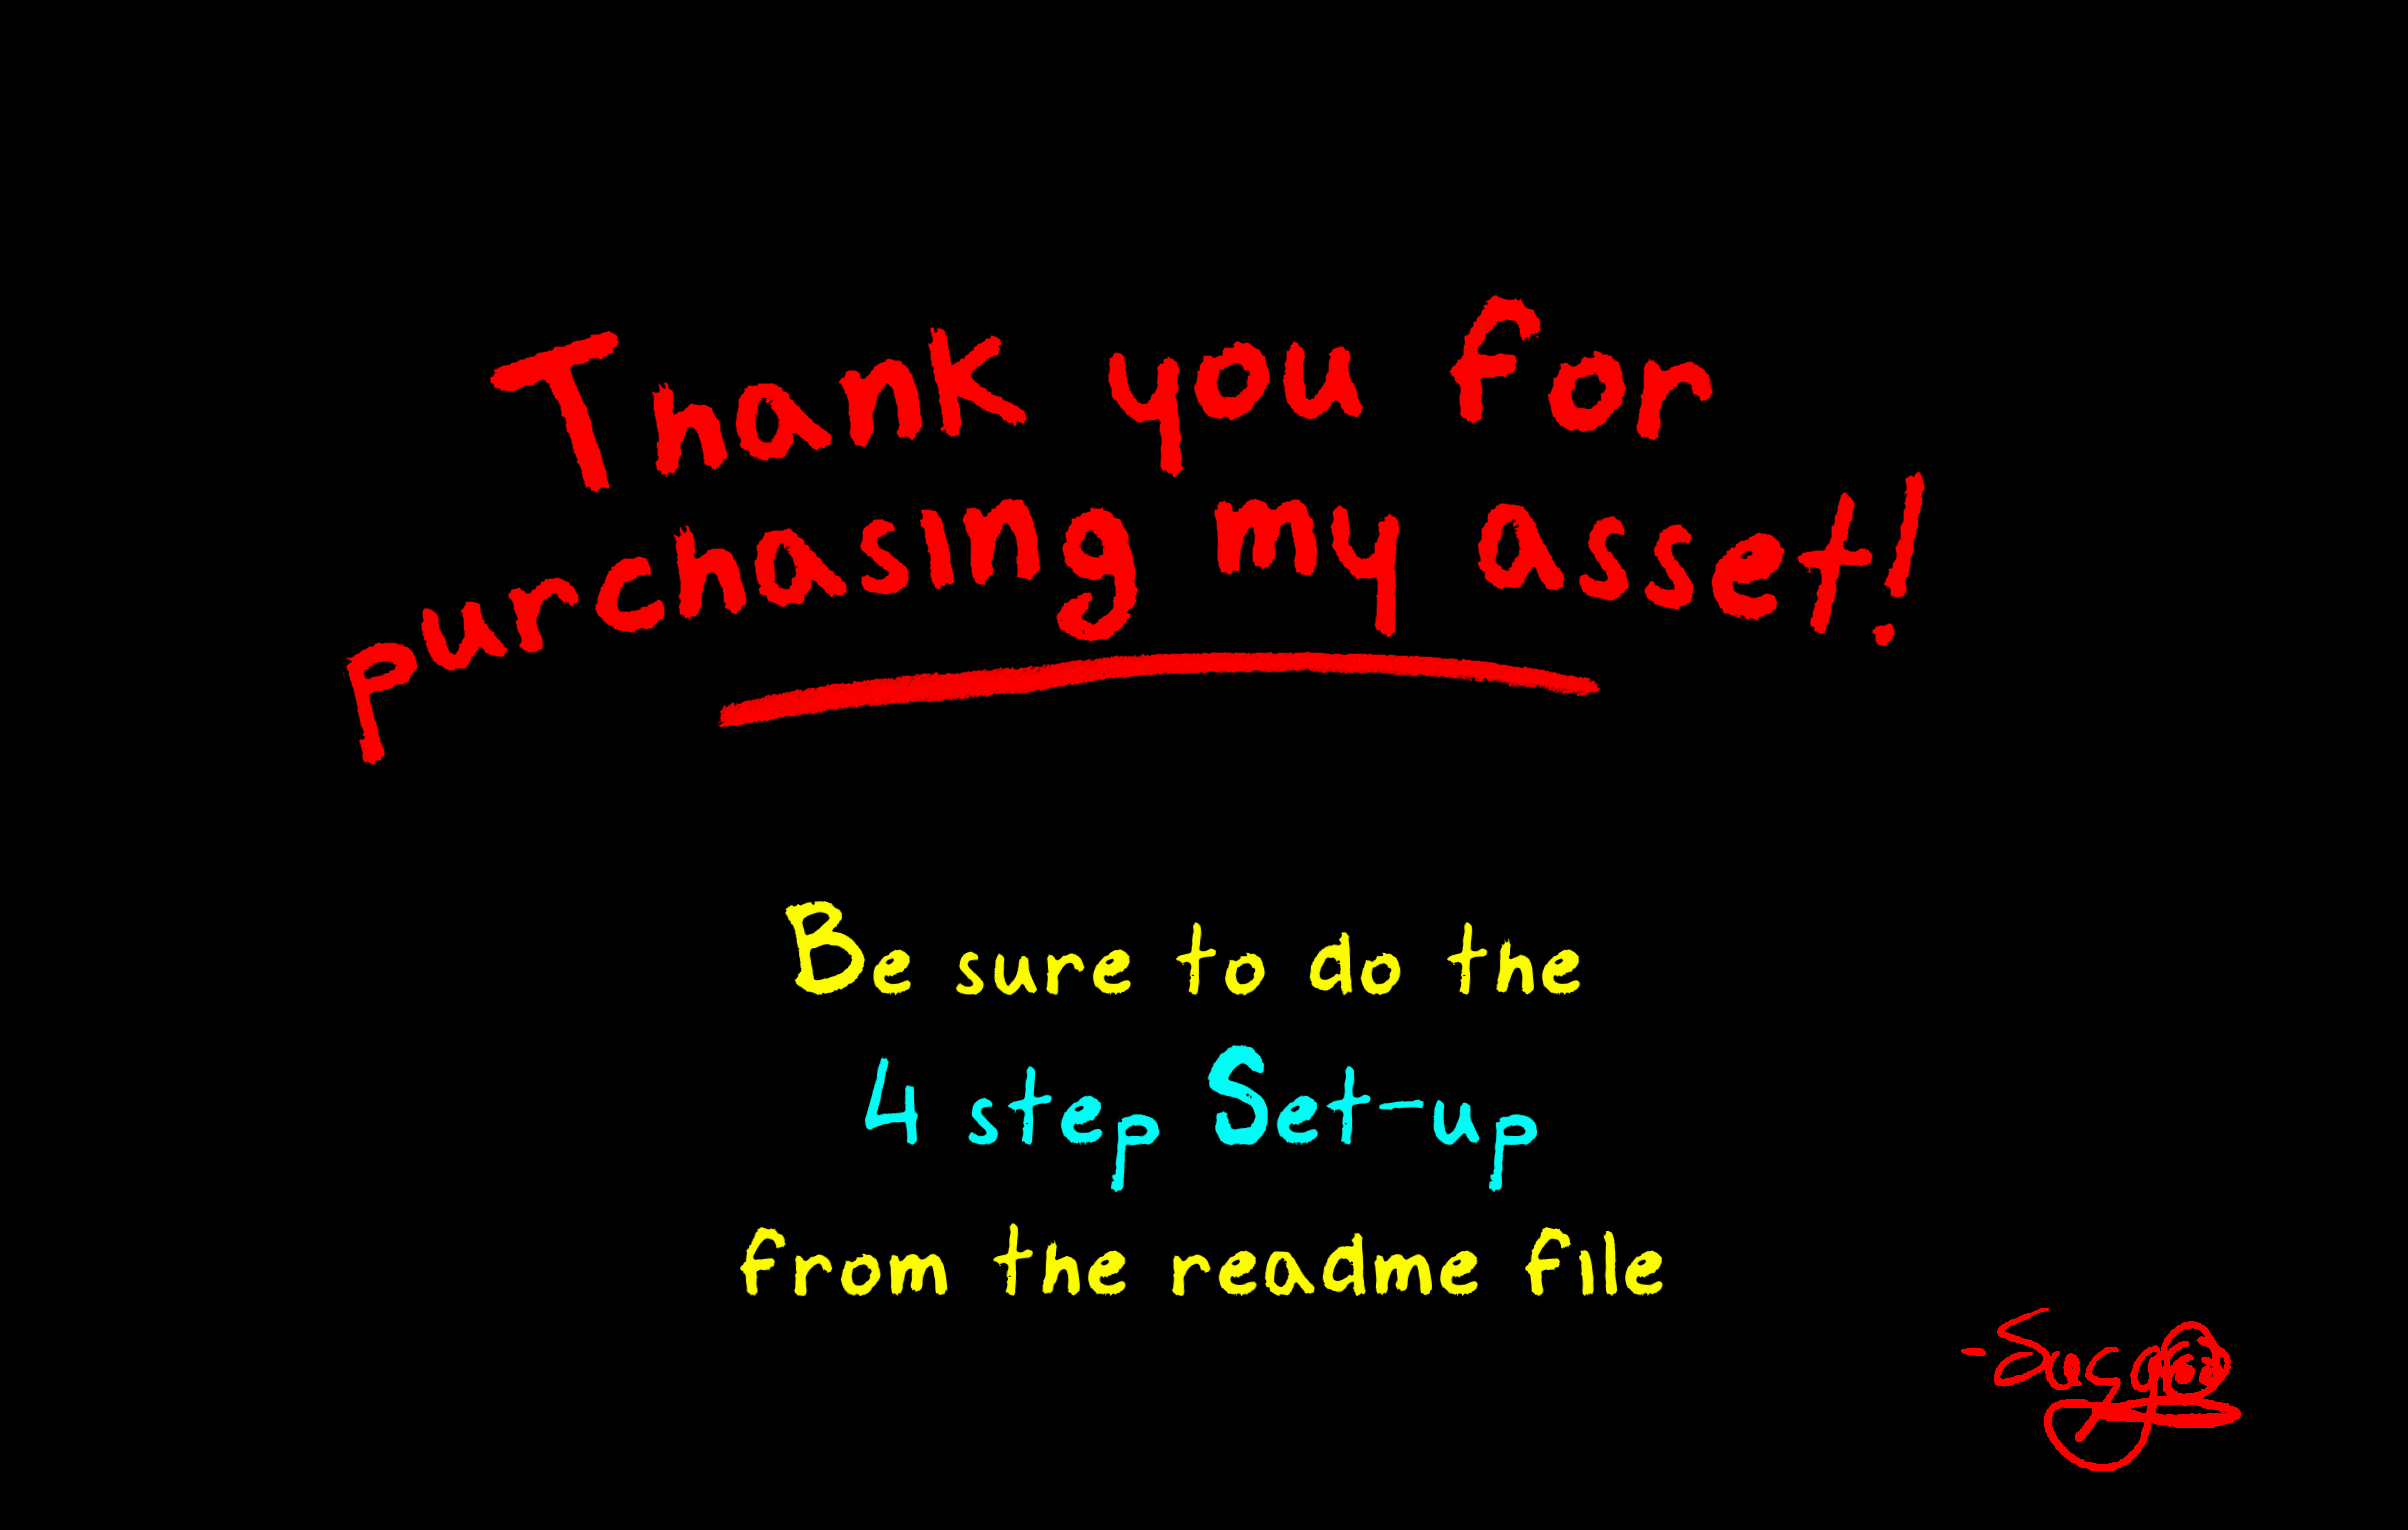 Thank you for
purchasing my asset!
Be sure to do the
4 step Set-up
from the readme file